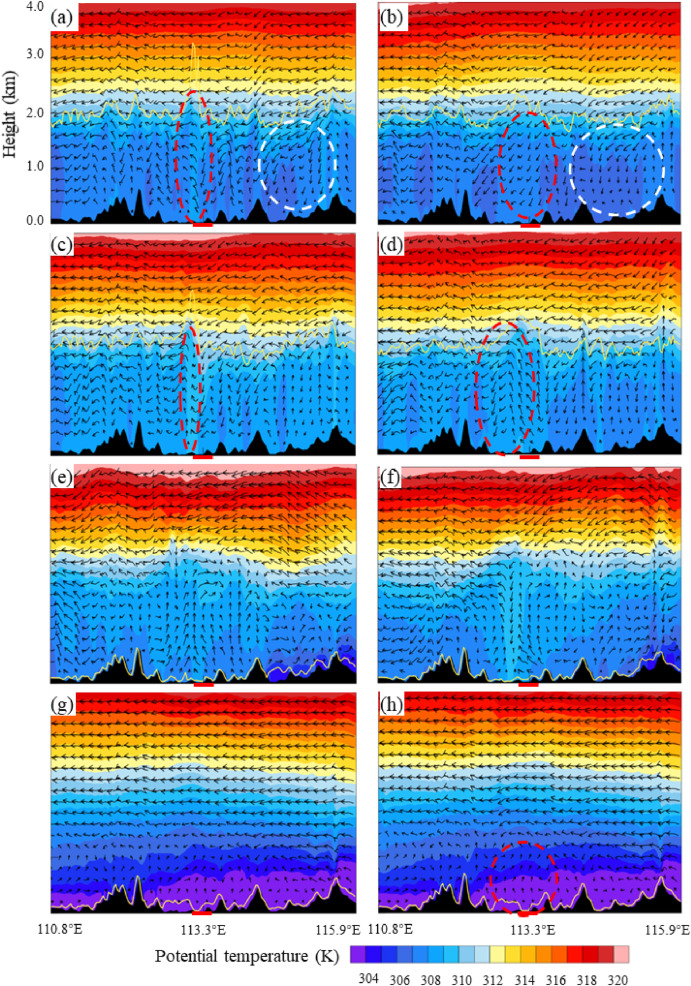 4.0
(a)
(b)
3.0
Height (km)
2.0
1.0
0.0
(c)
(d)
(e)
(f)
(g)
(h)
110.8°E
113.3°E
115.9°E
110.8°E
113.3°E
115.9°E
Potential temperature (K)
304 306 308 310 312 314 316 318 320